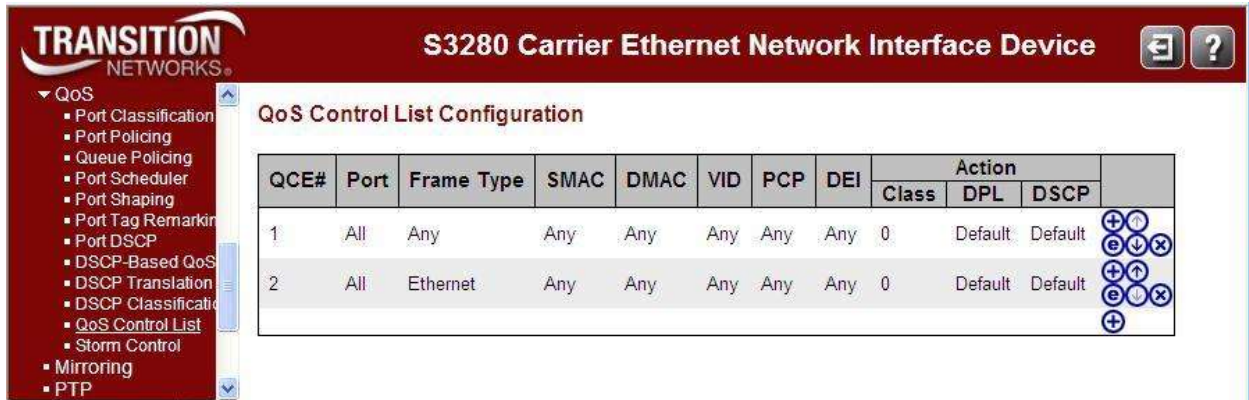 TRANSITION
NETWORKS®
S3280 Carrier Ethernet Network Interface Device
?
QoS
Port Classification
Port Policing
Queue Policing
Port Scheduler
Port Shaping
Port Tag Remarkin
Port DSCP
DSCP-Based QoS
DSCP Translation
DSCP Classificatio
QoS Control List
Storm Control
Mirroring
PTP
QoS Control List Configuration
QCE# Port Frame Type SMAC DMAC VID PCP DEI Action
Class DPL DSCP
1 All Any Any Any Any Any Any 0 Default Default
e
2 All Ethernet Any Any Any Any Any 0 Default Default
e